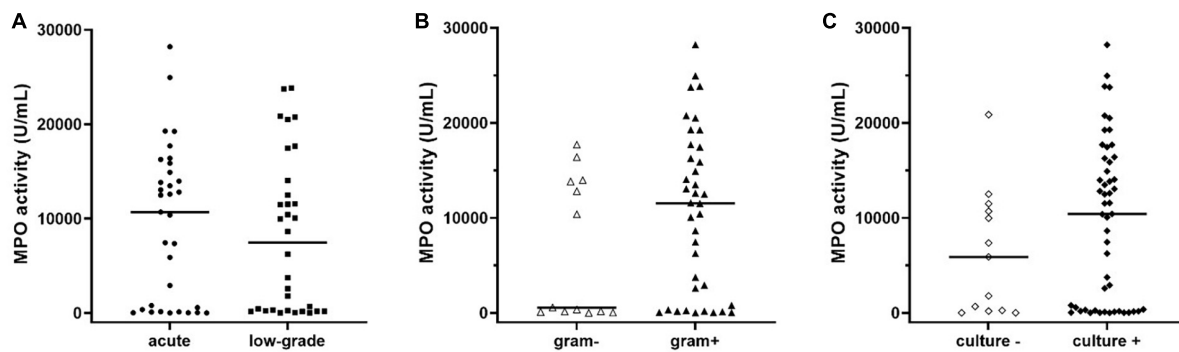 A
MPO activity (U/mL)
30000
20000
10000
0
acute
low-grade
B
MPO activity (U/mL)
30000
20000
10000
0
gram-
gram+
C
MPO activity (U/mL)
30000
20000
10000
0
culture -
culture +